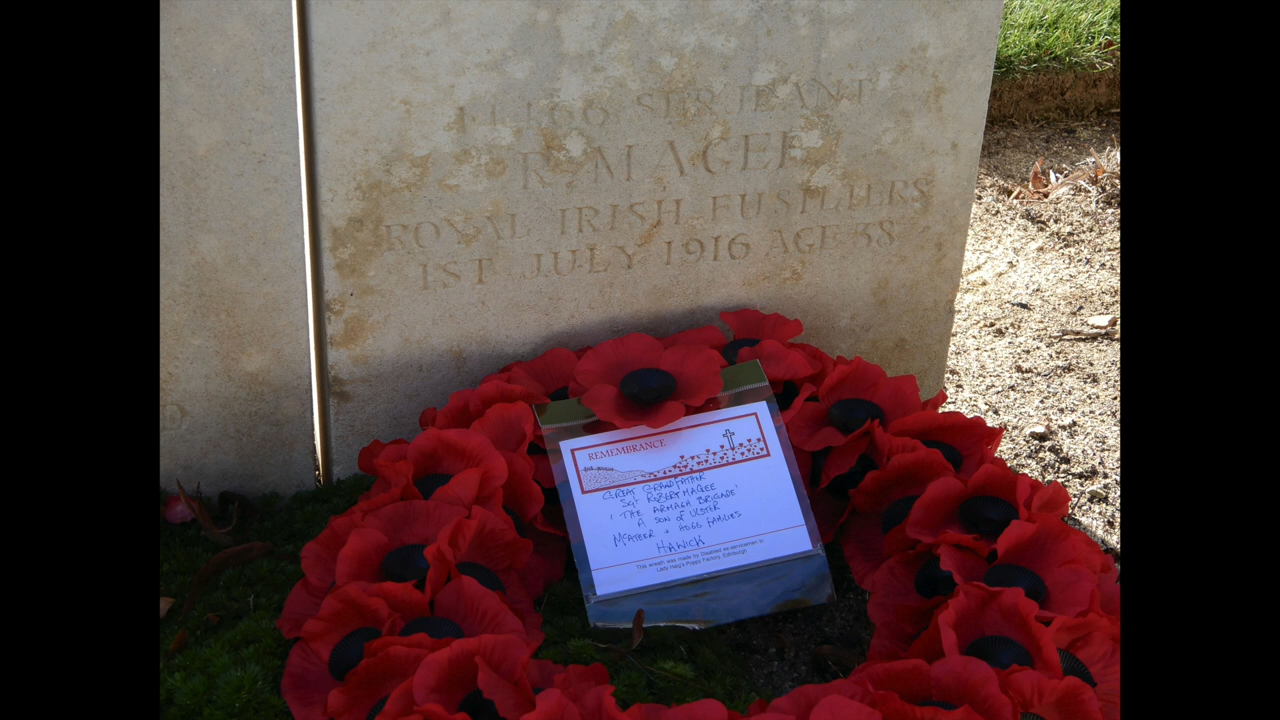 SERJEANT
R. MAGEE
ROYAL IRISH FUSILIERS
1ST JULY 1916 AGE 38
REMEMBRANCE
GREAT GRANDFATHER
SGT ROBERT MAGEE
'THE ARMAGH BRIGADE'
A SON OF ULSTER
MCATEER + HOGG FAMILIES
HAWICK
This wreath was made by Disabled ex-servicemen in
Lady Haig's Poppy Factory, Edinburgh